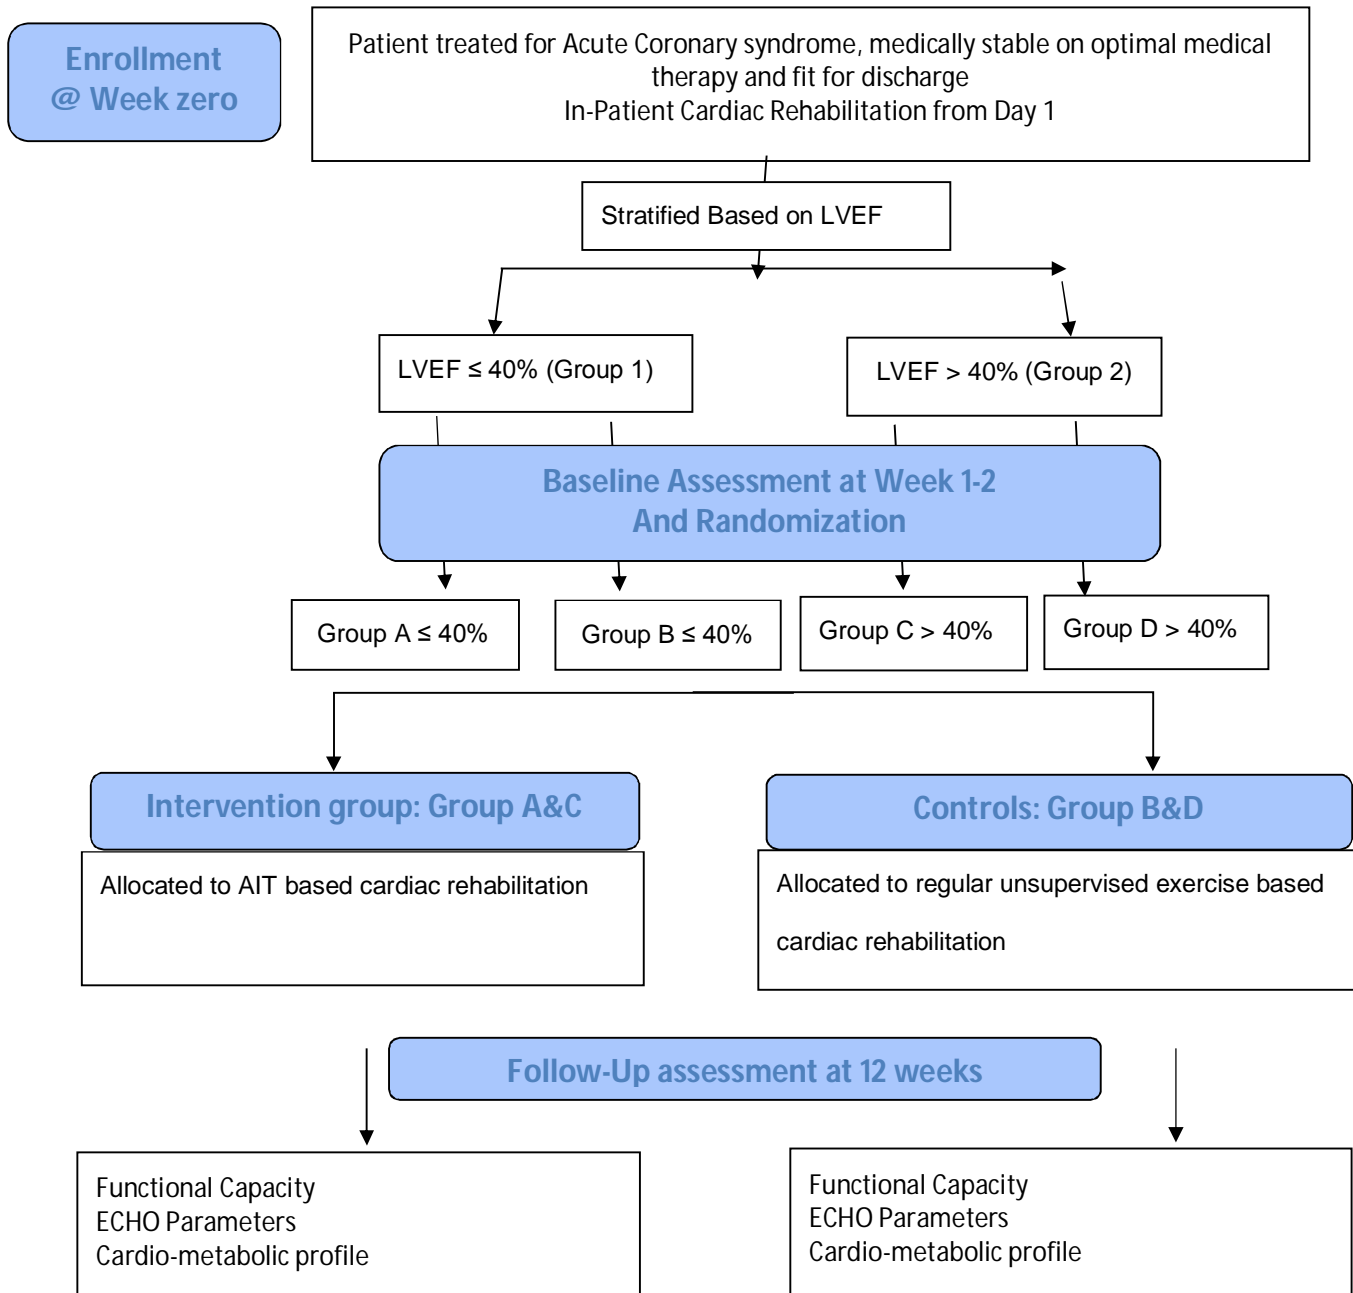 Enrollment
@ Week zero
Patient treated for Acute Coronary syndrome, medically stable on optimal medical
therapy and fit for discharge
In-Patient Cardiac Rehabilitation from Day 1
Stratified Based on LVEF
LVEF ≤ 40% (Group 1)
LVEF > 40% (Group 2)
Baseline Assessment at Week 1-2
And Randomization
Group A ≤ 40%
Group B ≤ 40%
Group C > 40%
Group D > 40%
Intervention group: Group A&C
Controls: Group B&D
Allocated to AIT based cardiac rehabilitation
Allocated to regular unsupervised exercise based
cardiac rehabilitation
Follow-Up assessment at 12 weeks
Functional Capacity
ECHO Parameters
Cardio-metabolic profile
Functional Capacity
ECHO Parameters
Cardio-metabolic profile